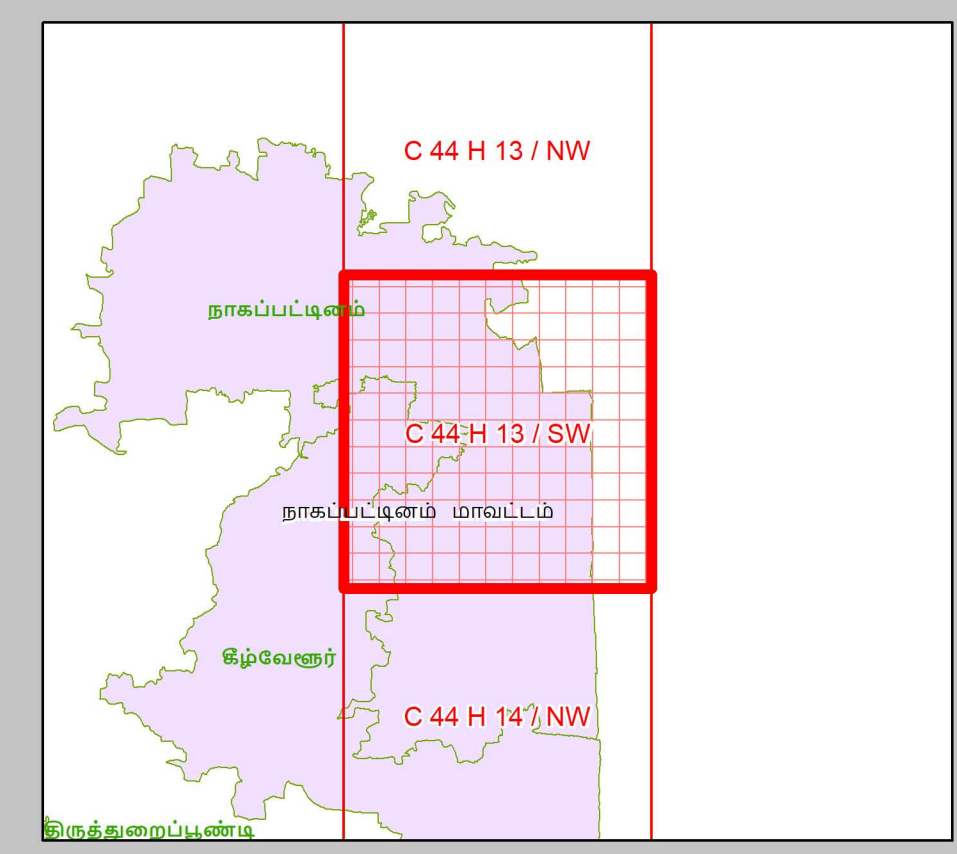 C 44 H 13 / NW
நாகப்பட்டினம்
C 44 H 13 / SW
நாகப்பட்டினம் மாவட்டம்
கீழ்வேளூர்
C 44 H 14 / NW
திருத்துறைப்பூண்டி